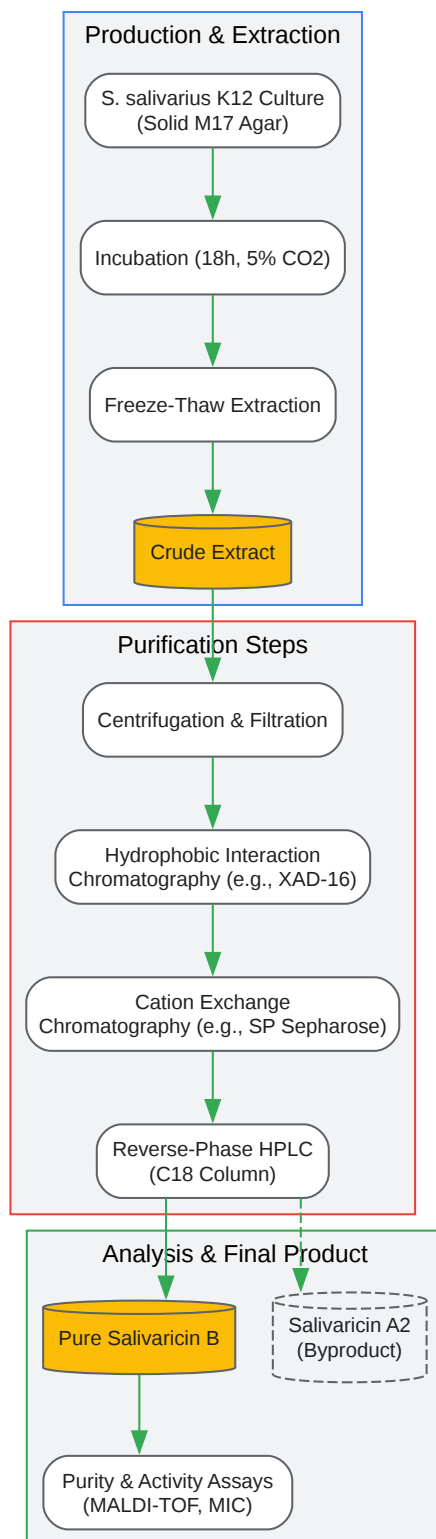 Production & Extraction
S. salivarius K12 Culture
(Solid M17 Agar)
Incubation (18h, 5% CO2)
Freeze-Thaw Extraction
Crude Extract
Purification Steps
Centrifugation & Filtration
Hydrophobic Interaction
Chromatography (e.g., XAD-16)
Cation Exchange
Chromatography (e.g., SP Sepharose)
Reverse-Phase HPLC
(C18 Column)
Analysis & Final Product
Pure Salivaricin B
Salivaricin A2
(Byproduct)
Purity & Activity Assays
(MALDI-TOF, MIC)